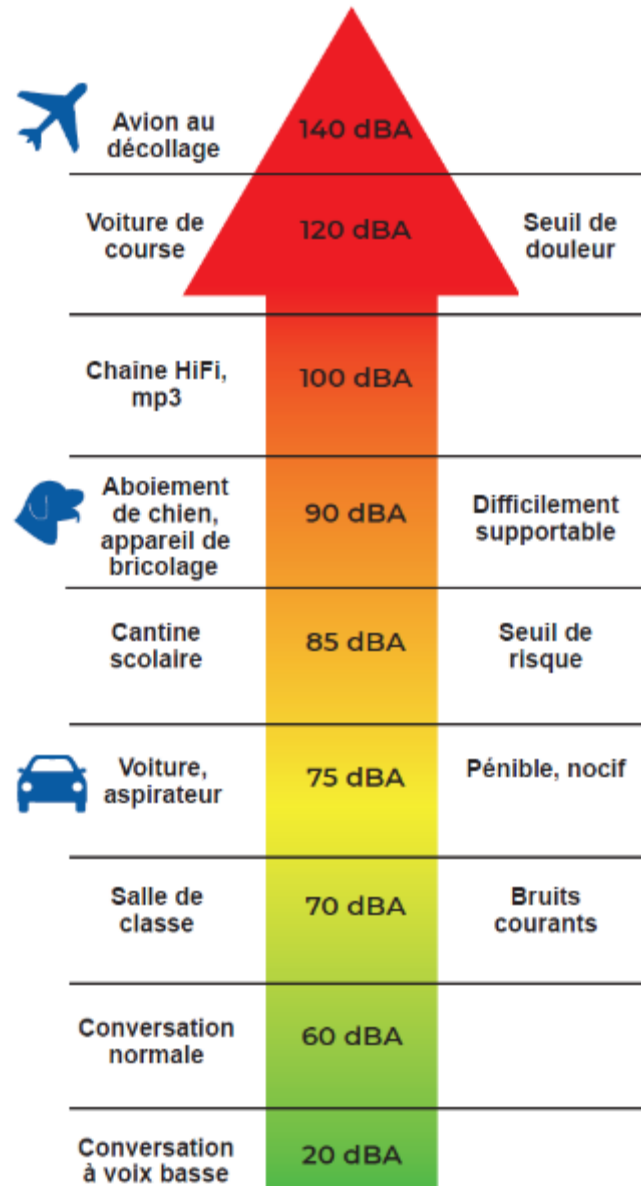 Avion au
décollage
140 dBA
Voiture de
course
120 dBA
Seuil de
douleur
Chaine HiFi,
mp3
100 dBA
Aboiement
de chien,
appareil de
bricolage
90 dBA
Difficilement
supportable
Cantine
scolaire
85 dBA
Seuil de
risque
Voiture,
aspirateur
75 dBA
Pénible, nocif
Salle de
classe
70 dBA
Bruits
courants
Conversation
normale
60 dBA
Conversation
à voix basse
20 dBA